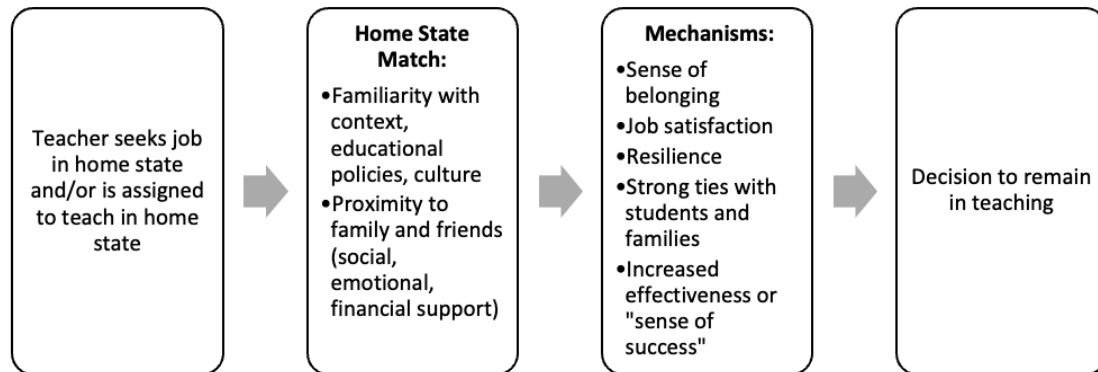 Teacher seeks job
in home state
and/or is assigned
to teach in home
state
Home State
Match:
•Familiarity with
context,
educational
policies, culture
•Proximity to
family and friends
(social,
emotional,
financial support)
Mechanisms:
•Sense of
belonging
•Job satisfaction
•Resilience
•Strong ties with
students and
families
•Increased
effectiveness or
"sense of
success"
Decision to remain
in teaching